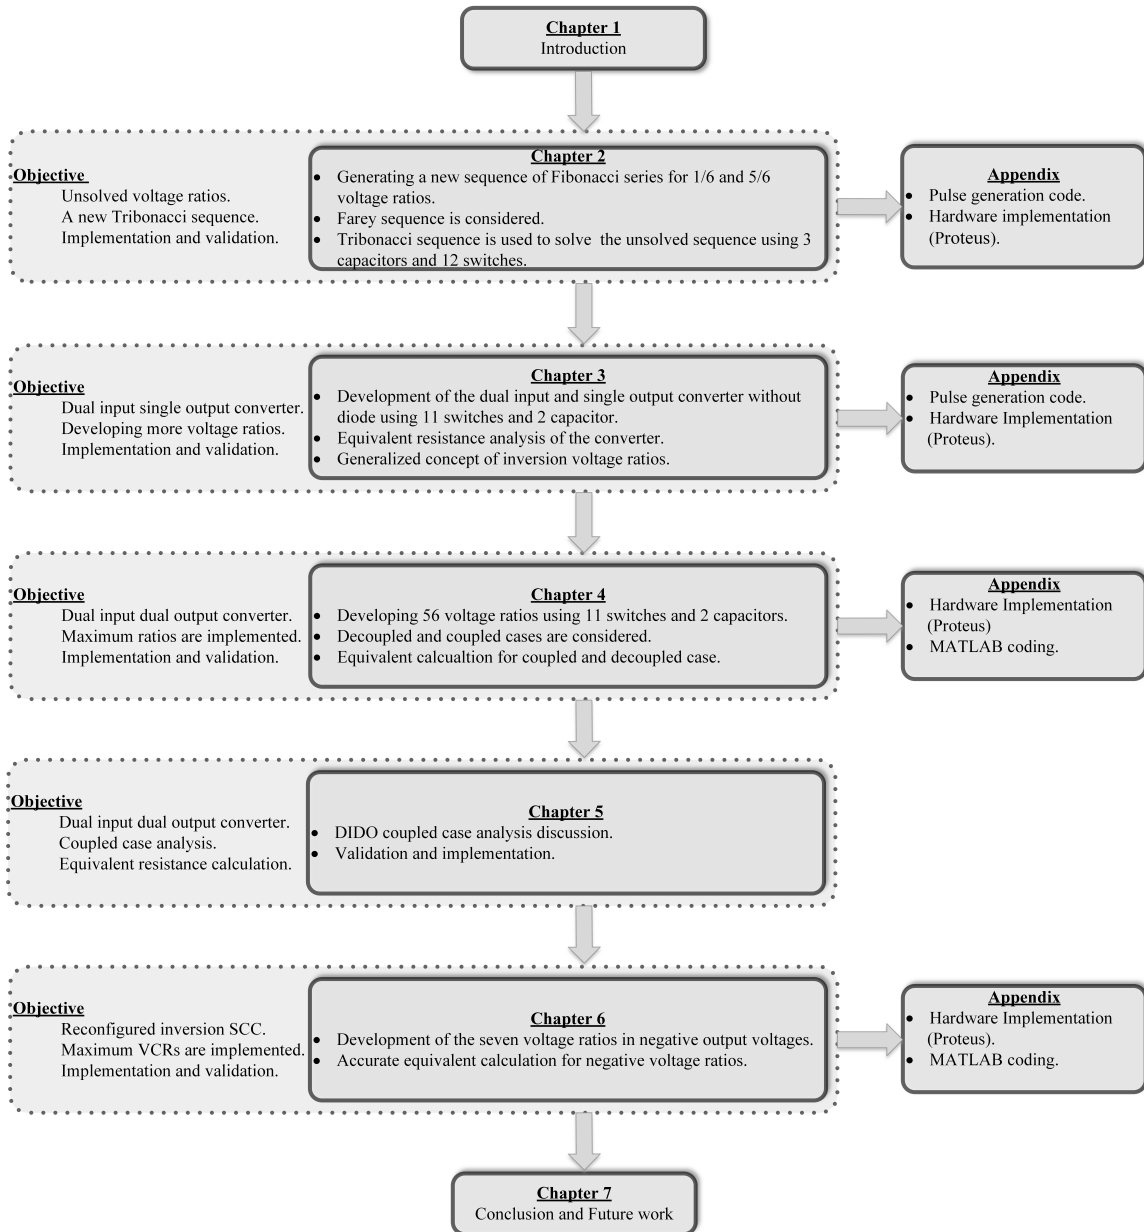 Chapter 1
Introduction
Objective
Unsolved voltage ratios.
A new Tribonacci sequence.
Implementation and validation.
Chapter 2
• Generating a new sequence of Fibonacci series for 1/6 and 5/6
voltage ratios.
• Farey sequence is considered.
• Tribonacci sequence is used to solve the unsolved sequence using 3
capacitors and 12 switches.
Appendix
• Pulse generation code.
• Hardware implementation
(Proteus).
Objective
Dual input single output converter.
Developing more voltage ratios.
Implementation and validation.
Chapter 3
• Development of the dual input and single output converter without
diode using 11 switches and 2 capacitor.
• Equivalent resistance analysis of the converter.
• Generalized concept of inversion voltage ratios.
Appendix
• Pulse generation code.
• Hardware Implementation
(Proteus).
Objective
Dual input dual output converter.
Maximum ratios are implemented.
Implementation and validation.
Chapter 4
• Developing 56 voltage ratios using 11 switches and 2 capacitors.
• Decoupled and coupled cases are considered.
• Equivalent calcualtion for coupled and decoupled case.
Appendix
• Hardware Implementation
(Proteus)
• MATLAB coding.
Objective
Dual input dual output converter.
Coupled case analysis.
Equivalent resistance calculation.
Chapter 5
• DIDO coupled case analysis discussion.
• Validation and implementation.
Objective
Reconfigured inversion SCC.
Maximum VCRs are implemented.
Implementation and validation.
Chapter 6
• Development of the seven voltage ratios in negative output voltages.
• Accurate equivalent calculation for negative voltage ratios.
Appendix
• Hardware Implementation
(Proteus).
• MATLAB coding.
Chapter 7
Conclusion and Future work